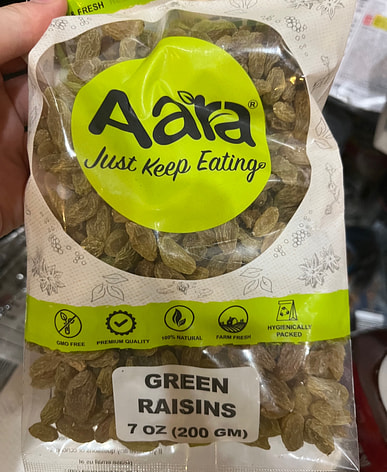 & FRESH
Aara®
Just Keep Eating
GMO FREE
PREMIUM QUALITY
100% NATURAL
FARM FRESH
HYGIENICALLY
PACKED
GREEN
RAISINS
7 OZ (200 GM)